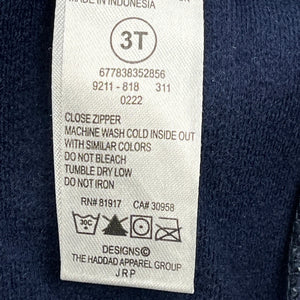 MADE IN INDONESIA
3T
677838352856
9211 - 818 311
0222
CLOSE ZIPPER
MACHINE WASH COLD INSIDE OUT
WITH SIMILAR COLORS
DO NOT BLEACH
TUMBLE DRY LOW
DO NOT IRON
RN# 81917 CA# 30958
30C
DESIGNS©
THE HADDAD APPAREL GROUP
JRP